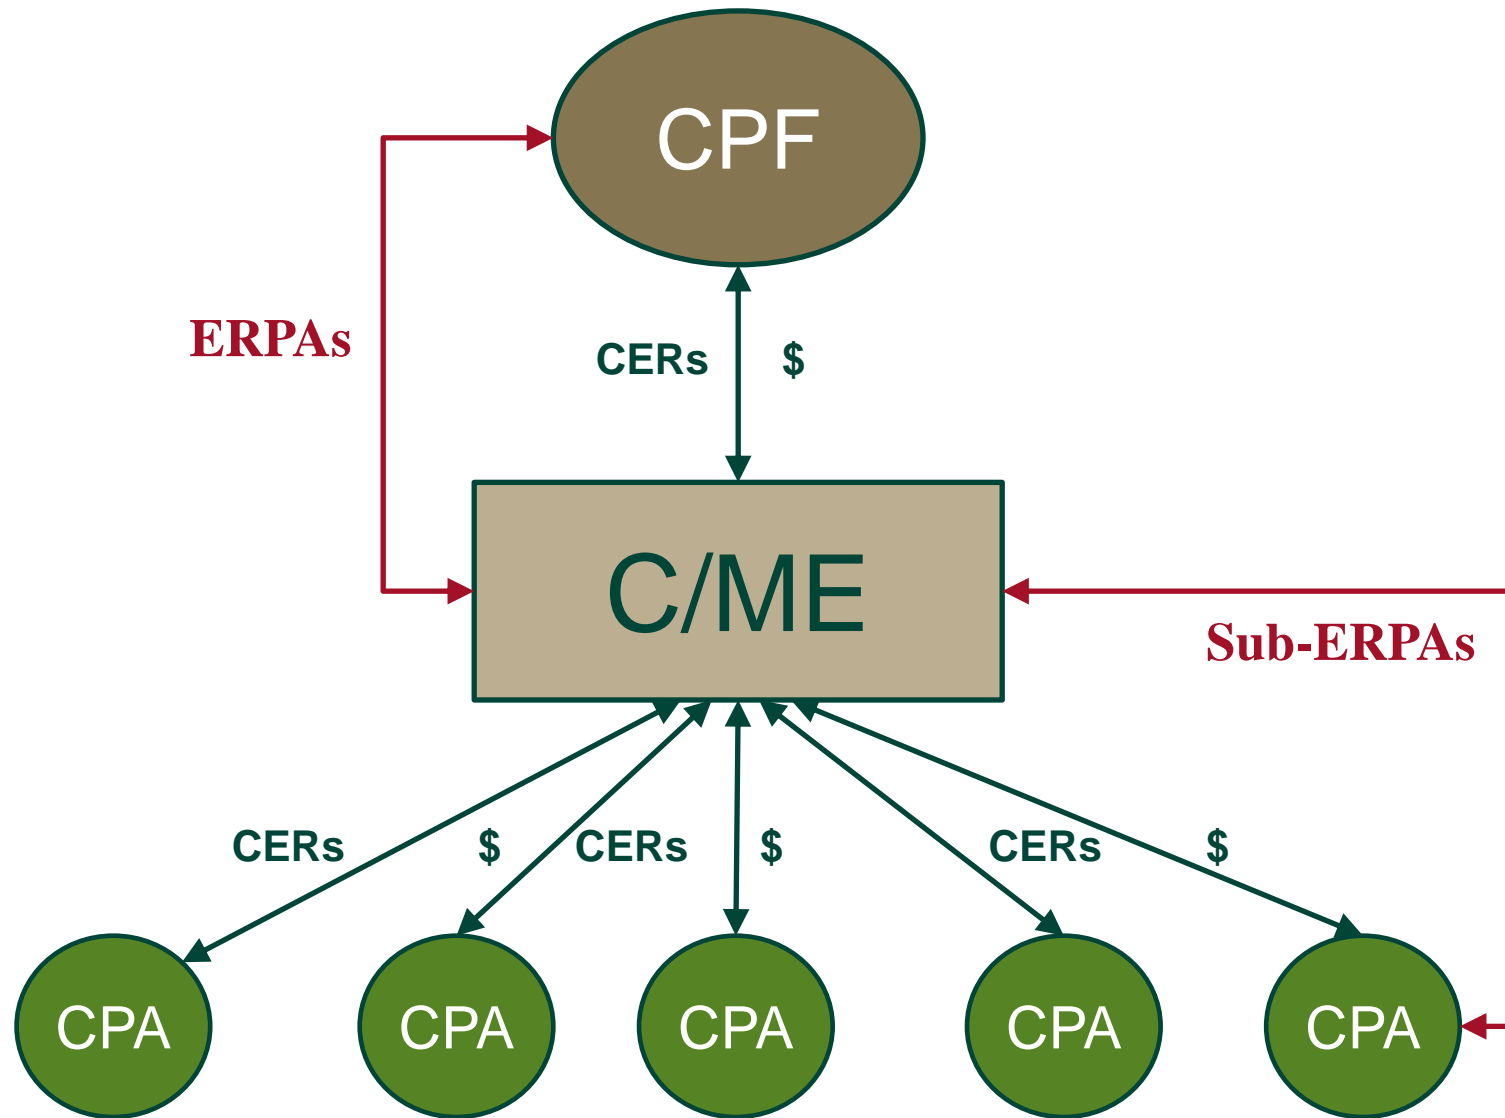 CPF
ERPAs
CERs $
C/ME
Sub-ERPAs
CERs $ CERs $ CERs $
CPA CPA CPA CPA CPA